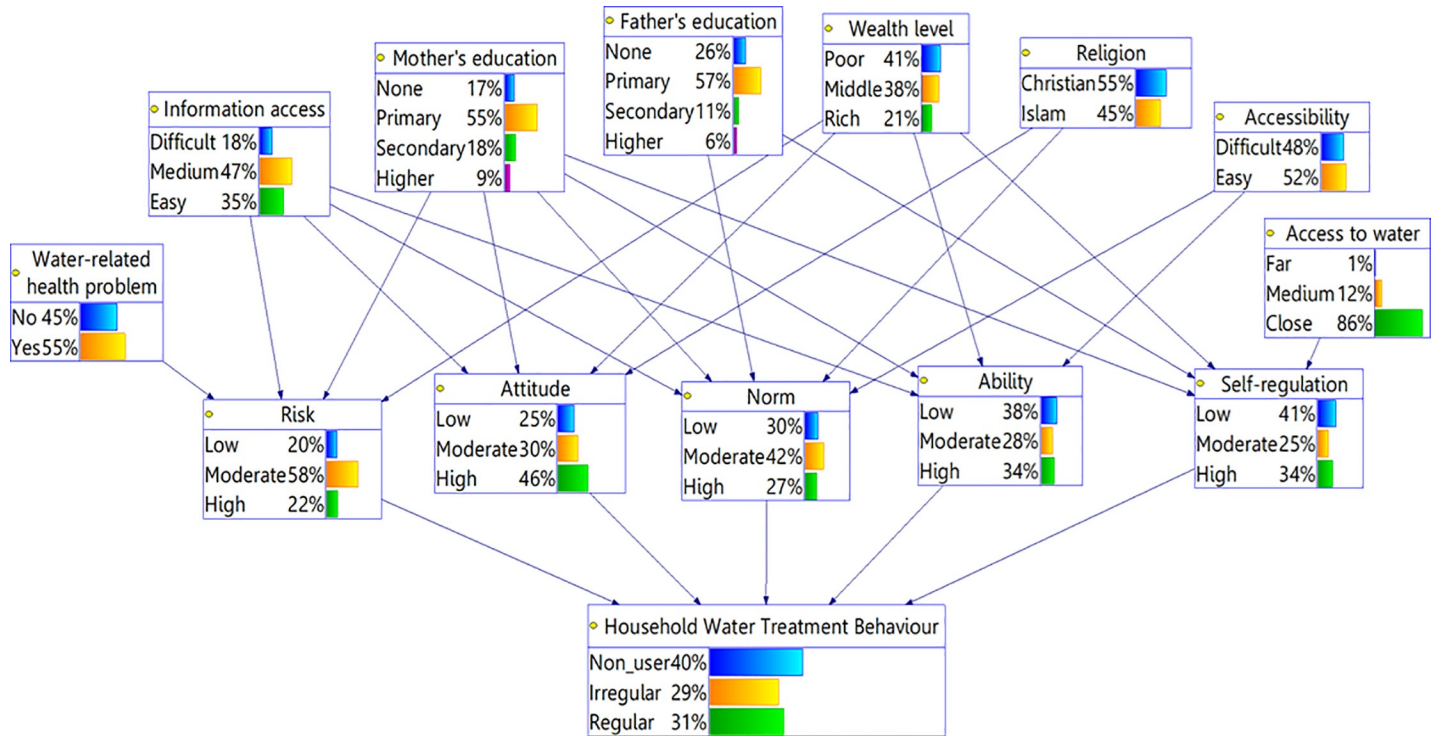 Father's education
None 26%
Primary 57%
Secondary 11%
Higher 6%
Wealth level
Poor 41%
Middle 38%
Rich 21%
Religion
Christian 55%
Islam 45%
Mother's education
None 17%
Primary 55%
Secondary 18%
Higher 9%
Information access
Difficult 18%
Medium 47%
Easy 35%
Accessibility
Difficult 48%
Easy 52%
Water-related
health problem
No 45%
Yes 55%
Access to water
Far 1%
Medium 12%
Close 86%
Risk
Low 20%
Moderate 58%
High 22%
Attitude
Low 25%
Moderate 30%
High 46%
Norm
Low 30%
Moderate 42%
High 27%
Ability
Low 38%
Moderate 28%
High 34%
Self-regulation
Low 41%
Moderate 25%
High 34%
Household Water Treatment Behaviour
Non_user 40%
Irregular 29%
Regular 31%